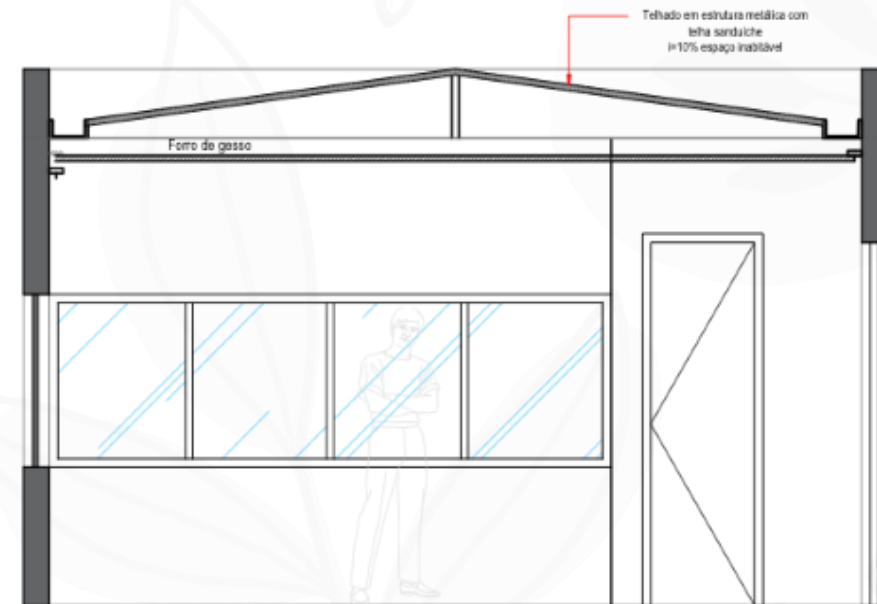 Telhado em estrutura metálica com
telha sanduíche
i=10% espaço inabitável
Forro de gesso